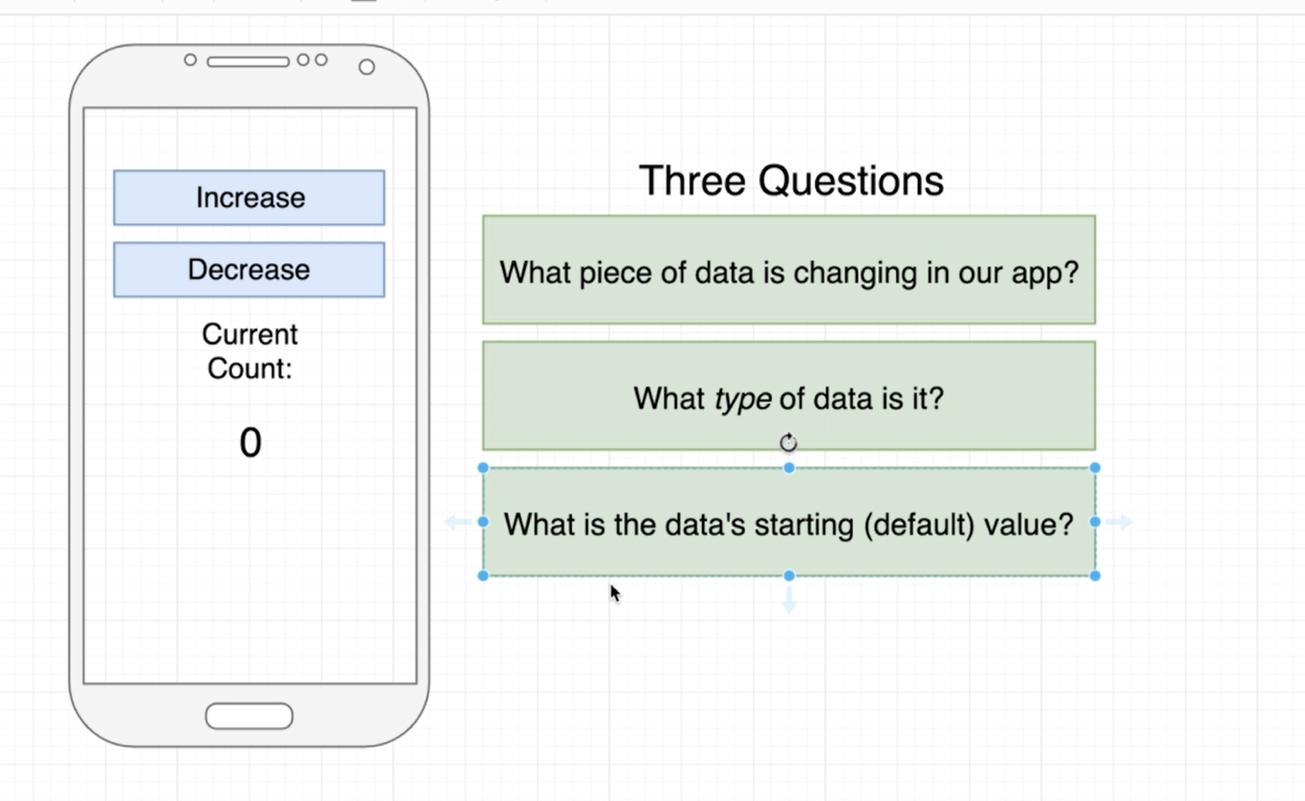 Increase
Decrease
Current
Count:
0
Three Questions
What piece of data is changing in our app?
What type of data is it?
What is the data's starting (default) value?